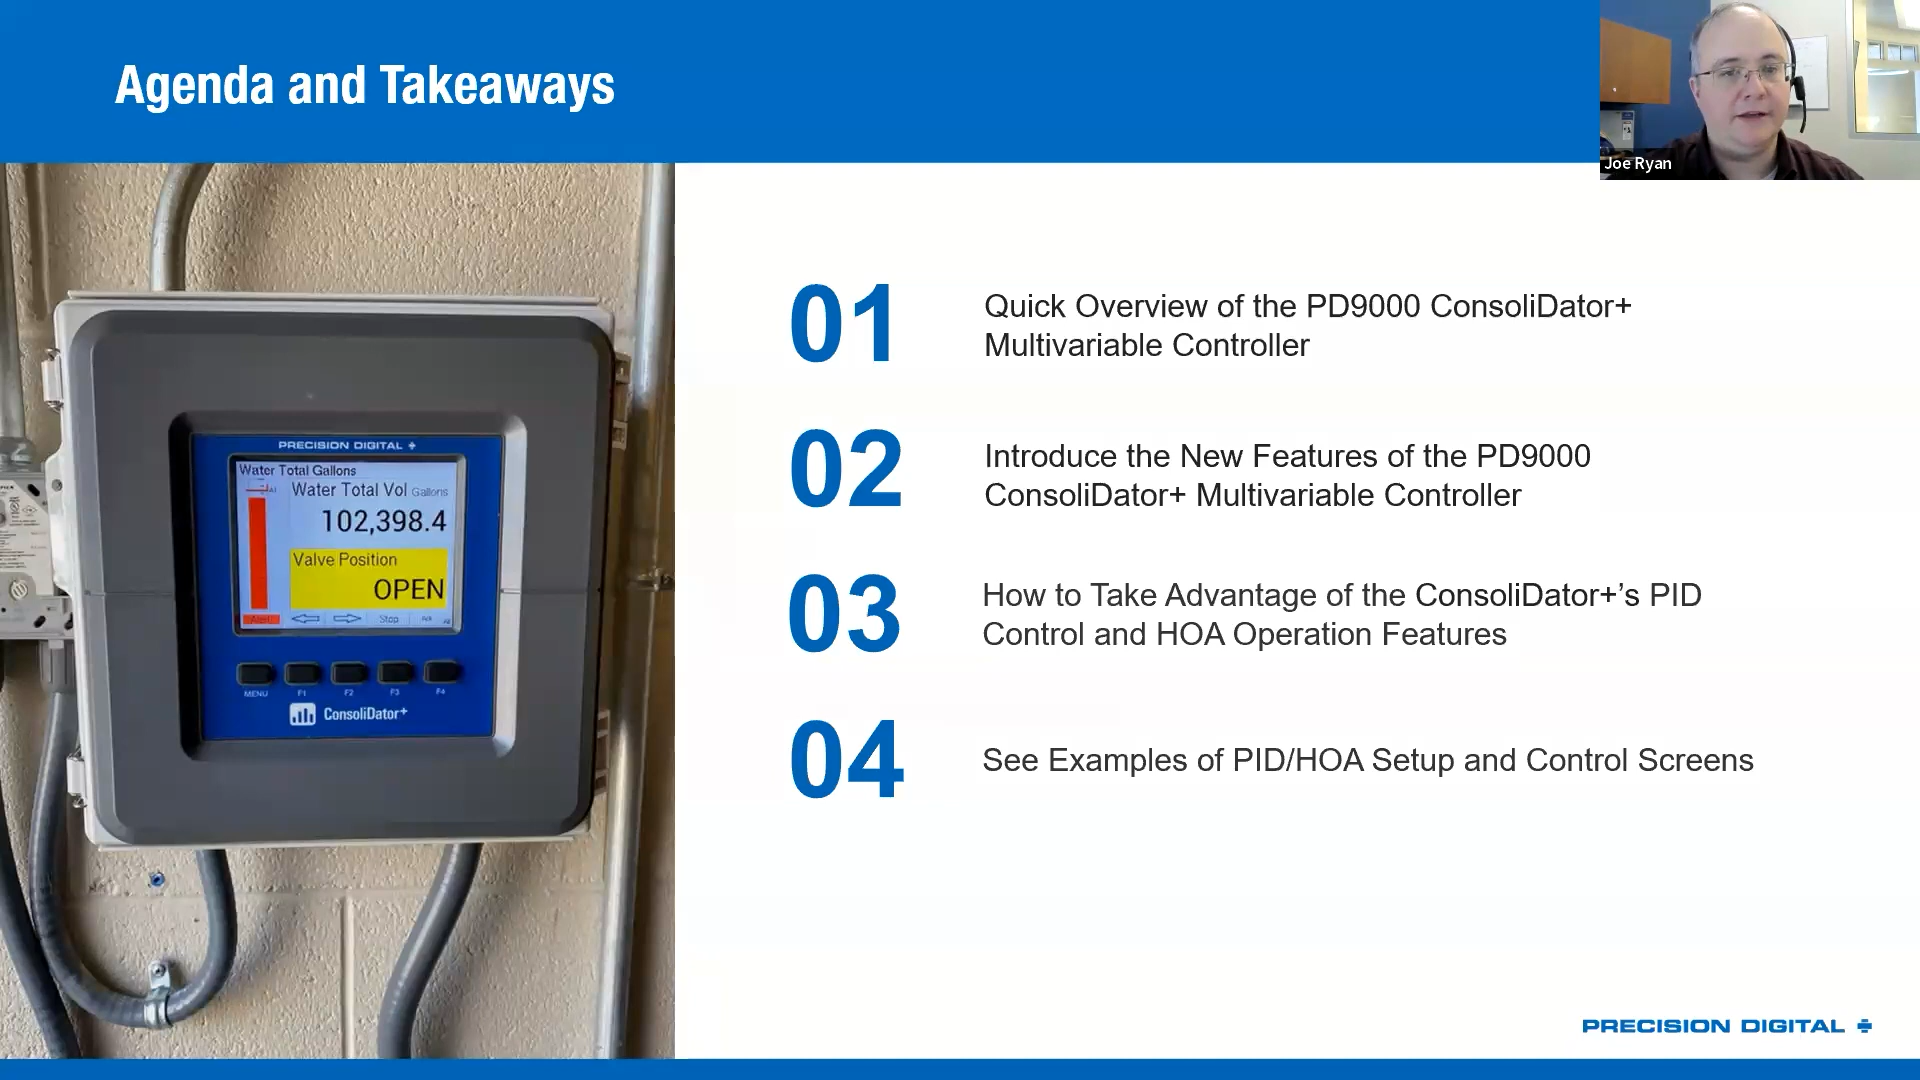 Agenda and Takeaways
Joe Ryan
PRECISION DIGITAL
Water Total Gallons
Water Total Vol Gallons
102,398.4
Valve Position
OPEN
Stop
MENU F1 F2 F3 F4
ConsoliDator+
01
Quick Overview of the PD9000 ConsoliDator+
Multivariable Controller
02
Introduce the New Features of the PD9000
ConsoliDator+ Multivariable Controller
03
How to Take Advantage of the ConsoliDator+’s PID
Control and HOA Operation Features
04
See Examples of PID/HOA Setup and Control Screens
PRECISION DIGITAL